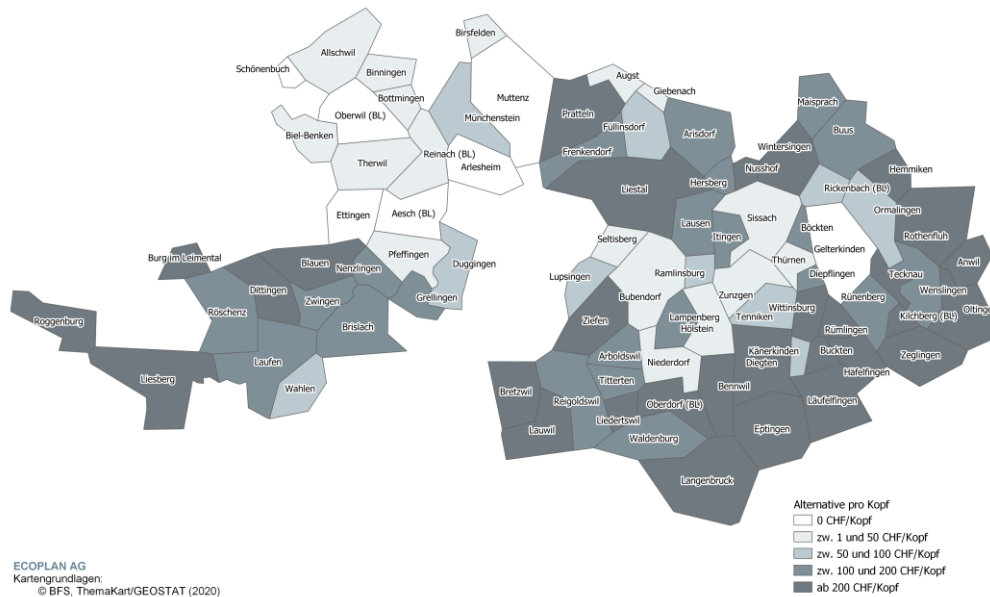 Birsfelden
Allschwil
Schönenbuch
Binningen
Augst
Giebenach
Bottmingen
Muttenz
Maisprach
Oberwil (BL)
Pratteln
Münchenstein
Füllinsdorf
Buus
Biel-Benken
Arisdorf
Wintersingen
Frenkendorf
Reinach (BL)
Therwil
Arlesheim
Nusshof
Hemmiken
Hersberg
Liestal
Rickenbach (BL)
Ormalingen
Ettingen
Aesch (BL)
Lausen
Sissach
Böckten
Itingen
Rothenfluh
Seltisberg
Gelterkinden
Pfeffingen
Burg im Leimental
Thürnen
Anwil
Blauen
Duggingen
Nenzlingen
Lupsingen
Ramlinsburg
Diepflingen
Tecknau
Dittingen
Wenslingen
Grellingen
Bubendorf
Zunzgen
Rünenberg
Zwingen
Wittinsburg
Oltinge
Röschenz
Tenniken
Kilchberg (BL)
Roggenburg
Ziefen
Lampenberg
Brislach
Hölstein
Rümlingen
Känerkinden
Buckten
Zeglingen
Arboldswil
Laufen
Niederdorf
Diegten
Häfelfingen
Liesberg
Titterten
Wahlen
Bennwil
Bretzwil
Reigoldswil
Läufelfingen
Oberdorf (BL)
Liedertswil
Lauwil
Eptingen
Waldenburg
Langenbruck
Alternative pro Kopf
0 CHF/Kopf
zw. 1 und 50 CHF/Kopf
zw. 50 und 100 CHF/Kopf
zw. 100 und 200 CHF/Kopf
ab 200 CHF/Kopf
ECOPLAN AG
Kartengrundlagen:
© BFS, ThemaKart/GEOSTAT (2020)